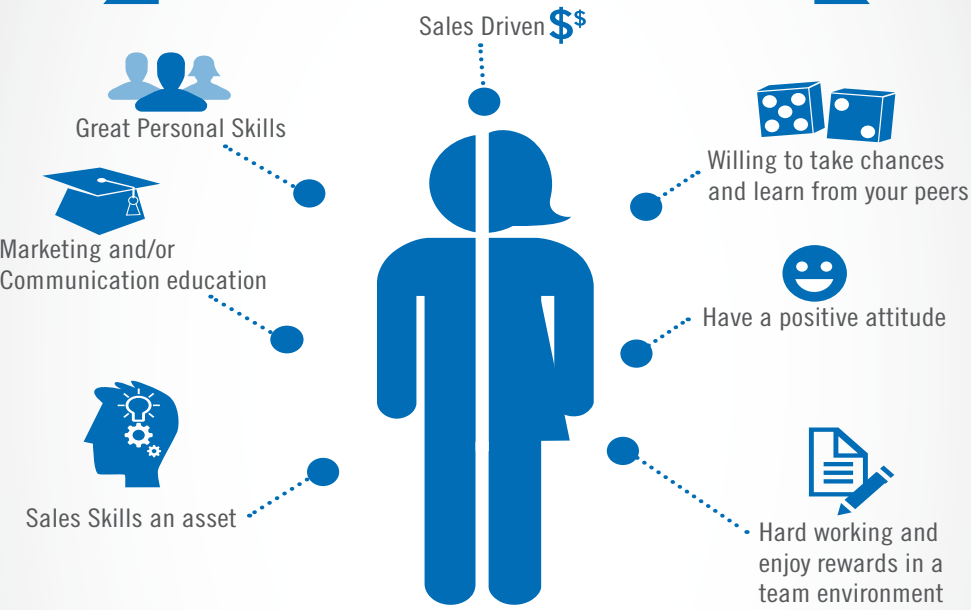 Sales Driven $$
Great Personal Skills
Marketing and/or
Communication education
Sales Skills an asset
Willing to take chances
and learn from your peers
Have a positive attitude
Hard working and
enjoy rewards in a
team environment